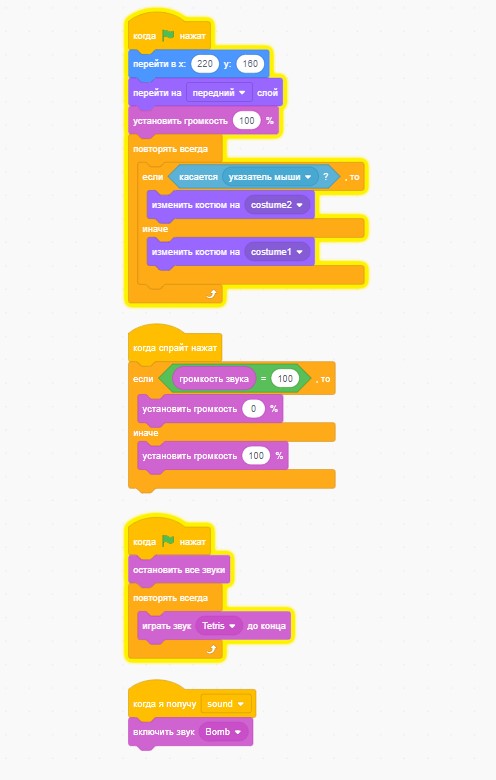 когда нажат
перейти в x: 220 y: 160
перейти на передний слой
установить громкость 100 %
повторять всегда
если касается указатель мыши ? , то
изменить костюм на costume2
иначе
изменить костюм на costume1
когда спрайт нажат
если громкость звука = 100 , то
установить громкость 0 %
иначе
установить громкость 100 %
когда нажат
остановить все звуки
повторять всегда
играть звук Tetris до конца
когда я получу sound
включить звук Bomb